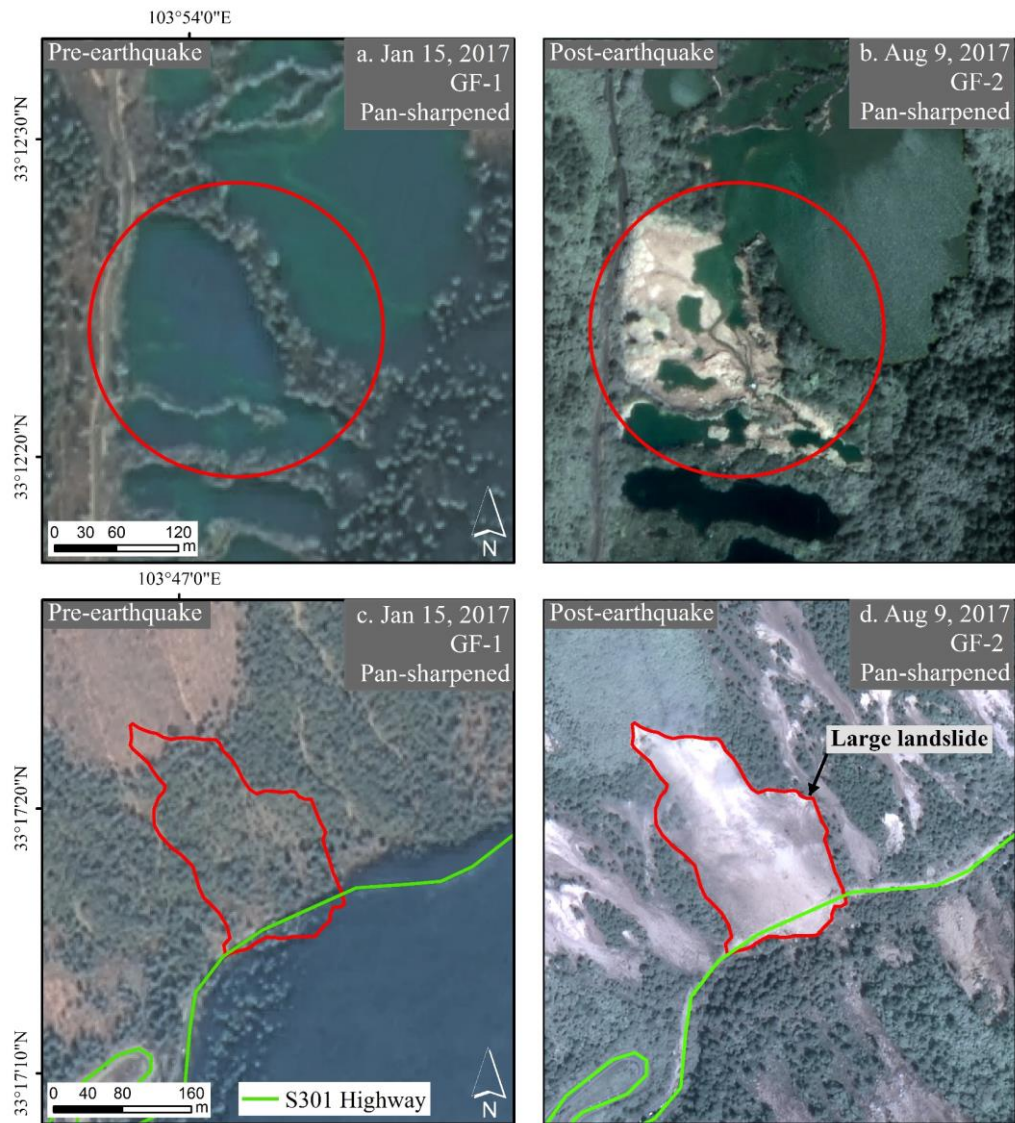 103°54'0"E
Pre-earthquake
a. Jan 15, 2017
GF-1
Pan-sharpened
Post-earthquake
b. Aug 9, 2017
GF-2
Pan-sharpened
33°12'30"N
33°12'20"N
0 30 60 120
m
N
103°47'0"E
Pre-earthquake
c. Jan 15, 2017
GF-1
Pan-sharpened
Post-earthquake
d. Aug 9, 2017
GF-2
Pan-sharpened
Large landslide
33°17'20"N
33°17'10"N
0 40 80 160
m
S301 Highway
N